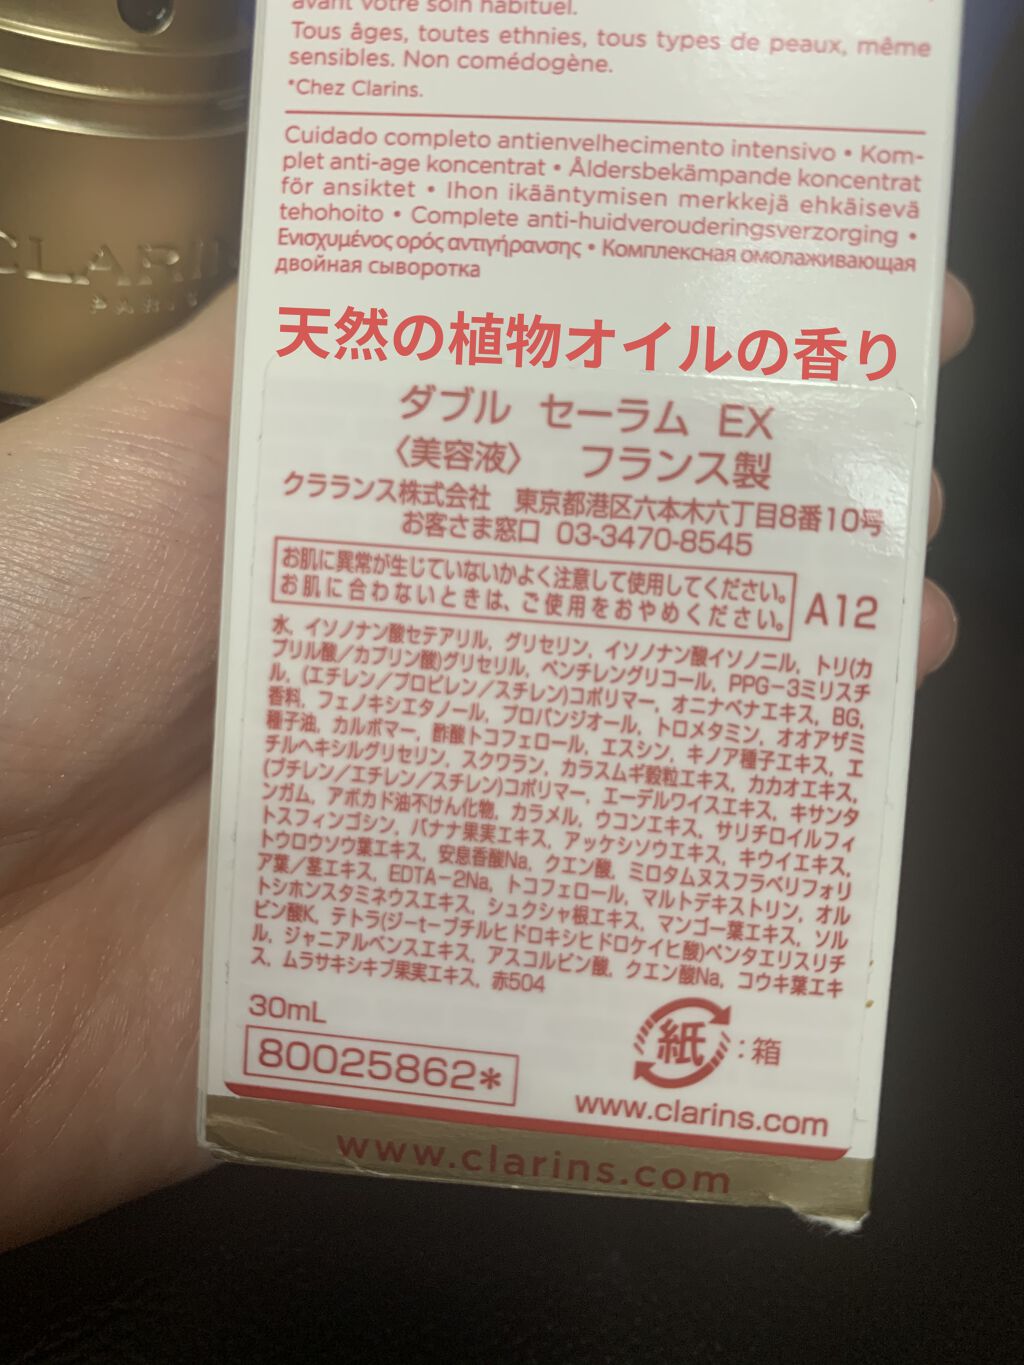 avant votre soin habituel.
Tous âges, toutes ethnies, tous types de peaux, même
sensibles. Non comédogène.
*Chez Clarins.
Cuidado completo antienvelhecimento intensivo • Kom-
plet anti-age koncentrat • Åldersbekämpande koncentrat
för ansiktet • Ihon ikääntymisen merkkejä ehkäisevä
tehohoito • Complete anti-huidverouderingsverzorging •
Ενισχυμένος ορός αντιγήρανσης • Комплексная омолаживающая
двойная сыворотка
天然の植物オイルの香り
ダブル セーラム EX
〈美容液〉 フランス製
クラランス株式会社 東京都港区六本木六丁目8番10号
お客さま窓口 03-3470-8545
お肌に異常が生じていないかよく注意して使用してください。
お肌に合わないときは、ご使用をおやめください。
A12
水, イソノナン酸セテアリル, グリセリン, イソノナン酸イソノニル, トリ(カ
プリル酸/カプリン酸)グリセリル, ペンチレングリコール, PPG-3ミリスチ
ル, (エチレン/プロピレン/スチレン)コポリマー, オニナベナエキス, BG,
香料, フェノキシエタノール, プロパンジオール, トロメタミン, オオアザミ
種子油, カルボマー, 酢酸トコフェロール, エスシン, キノア種子エキス, エ
チルヘキシルグリセリン, スクワラン, カラスムギ穀粒エキス, カカオエキス,
(ブチレン/エチレン/スチレン)コポリマー, エーデルワイスエキス, キサンタ
ンガム, アボカド油不けん化物, カラメル, ウコンエキス, サリチロイルフィ
トスフィンゴシン, バナナ果実エキス, アッケシソウエキス, キウイエキス,
トウロウソウ葉エキス, 安息香酸Na, クエン酸, ミロタムヌスフラベリフォリ
ア葉/茎エキス, EDTA-2Na, トコフェロール, マルトデキストリン, オル
トシホンスタミネウスエキス, シュクシャ根エキス, マンゴー葉エキス, ソル
ビン酸K, テトラ(ジ-t-ブチルヒドロキシヒドロケイヒ酸)ペンタエリスリチ
ル, ジャニアルベンスエキス, アスコルビン酸, クエン酸Na, コウキ葉エキ
ス, ムラサキシキブ果実エキス, 赤504
30mL
紙:箱
80025862*
www.clarins.com
www.clarins.com